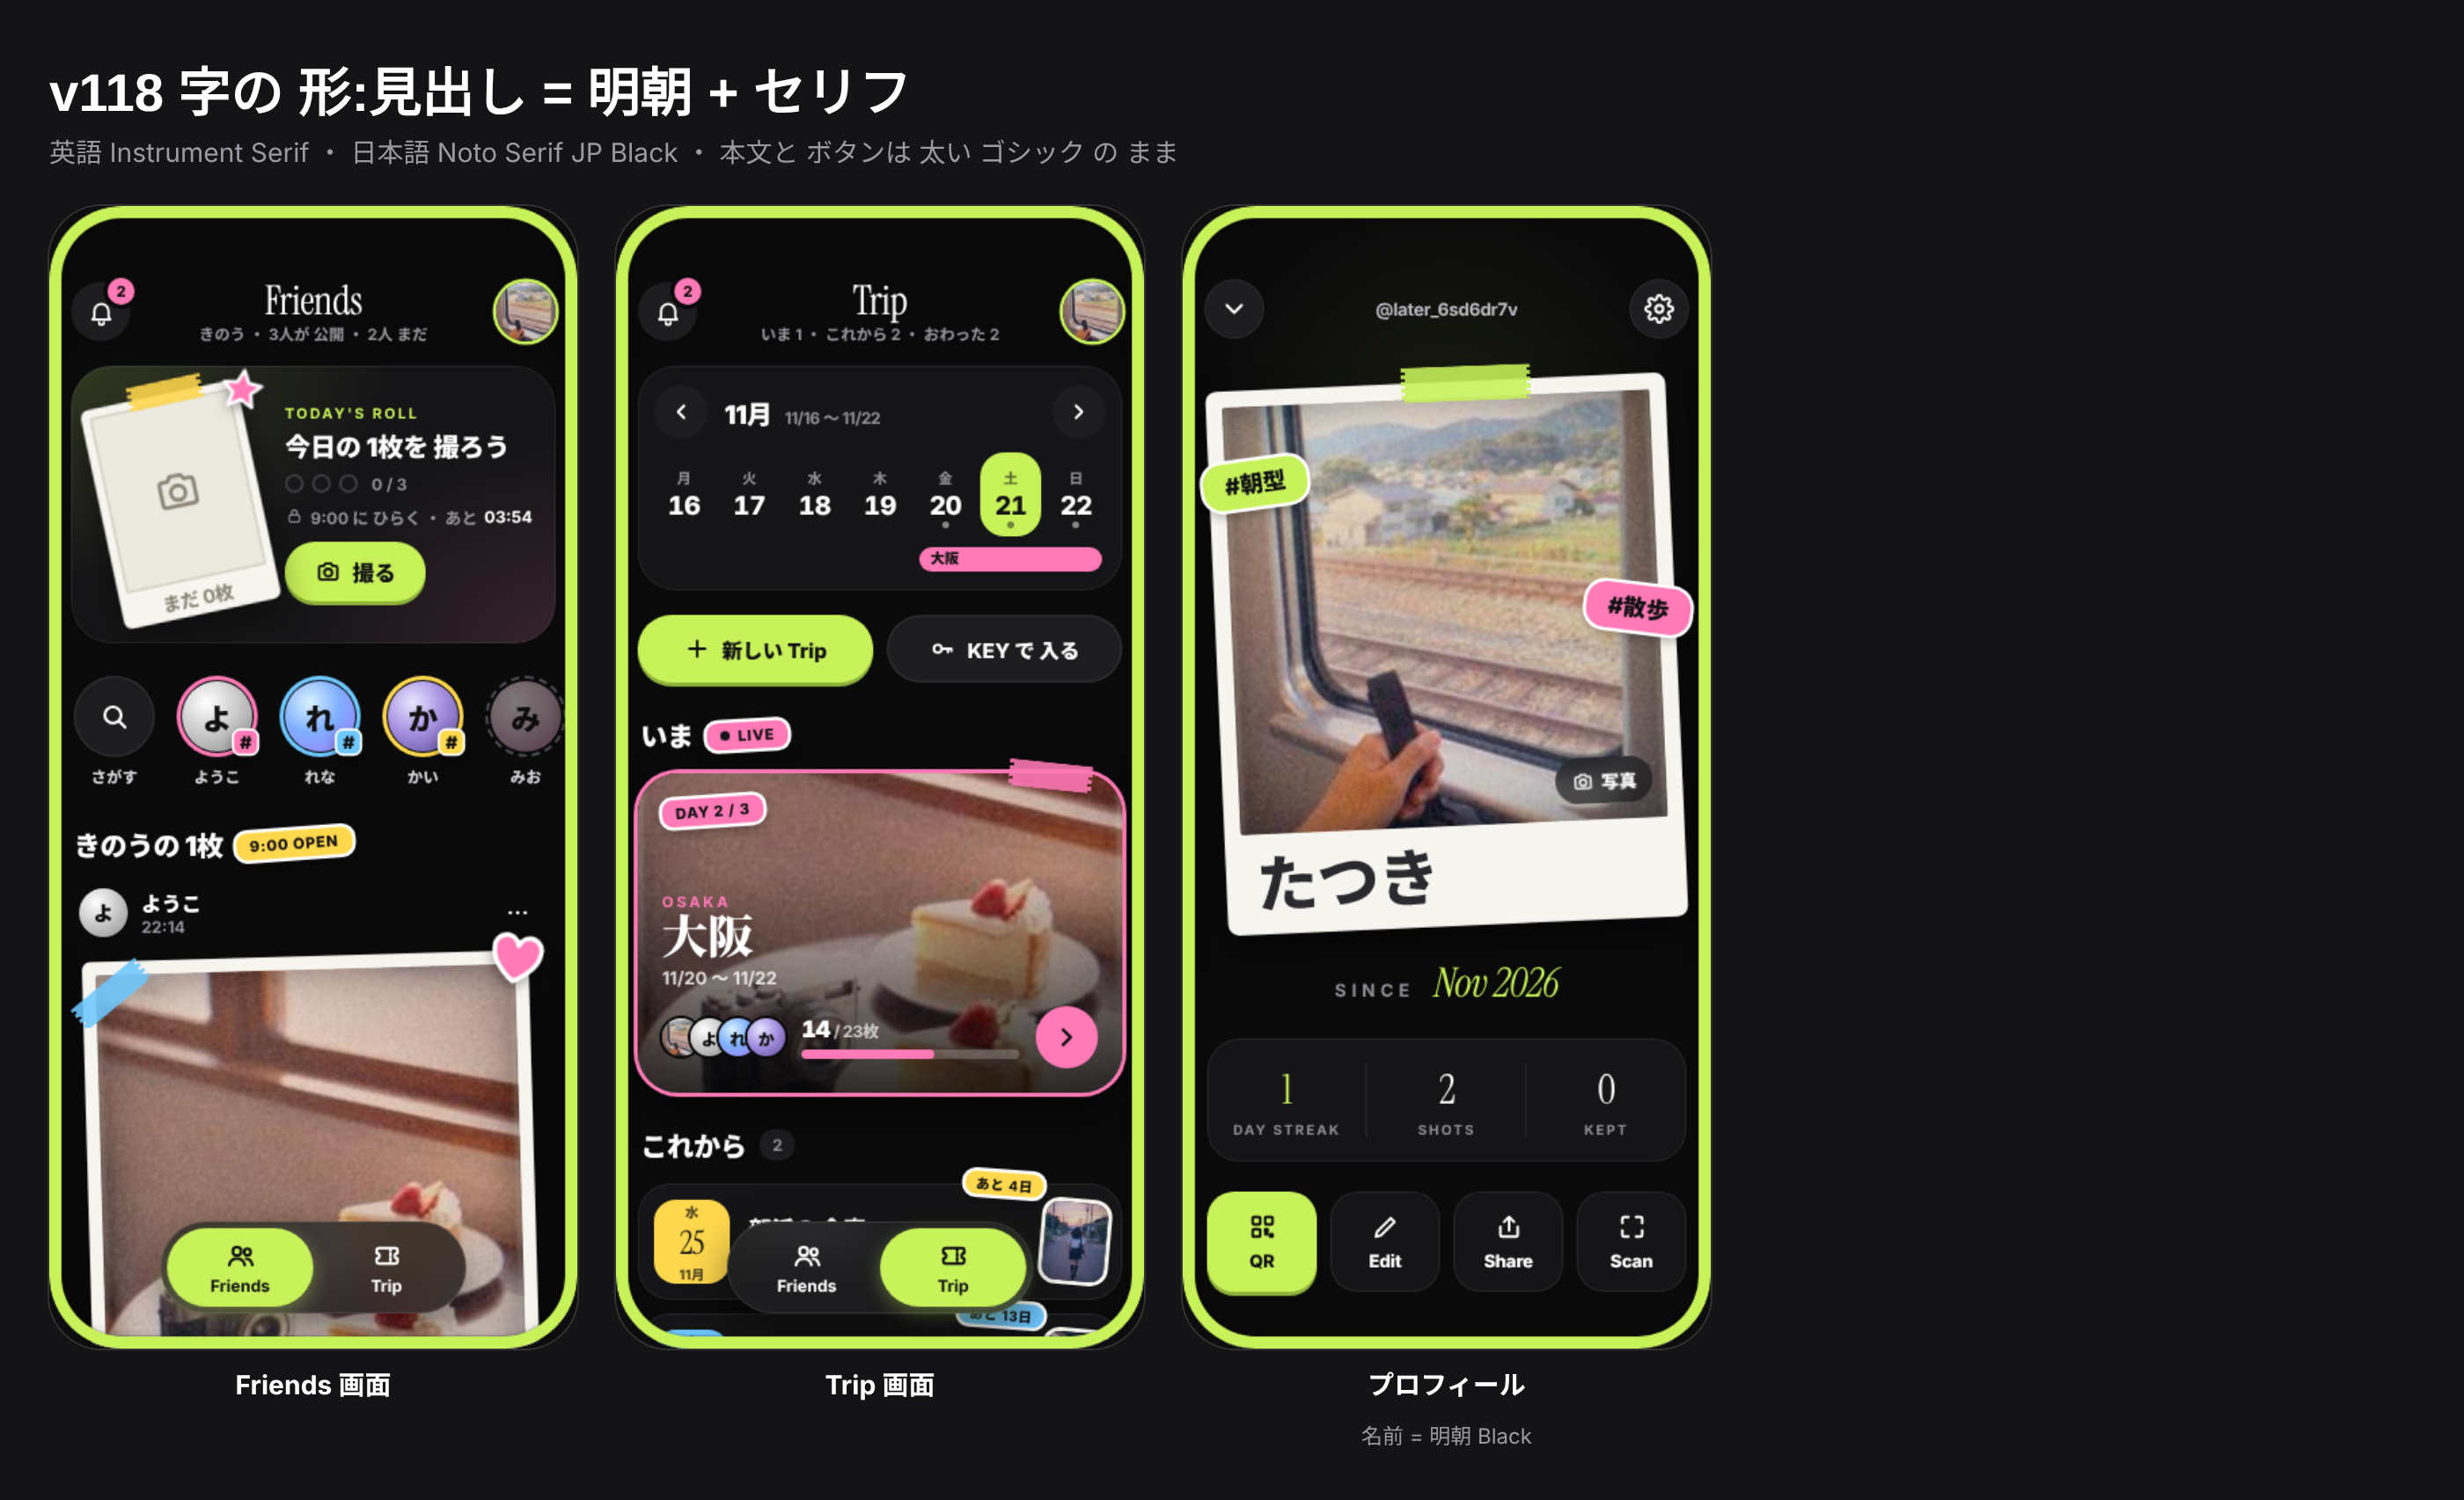 v118 字の 形:見出し = 明朝 + セリフ
英語 Instrument Serif ・ 日本語 Noto Serif JP Black ・ 本文と ボタンは 太い ゴシック の まま
2
Friends
きのう ・ 3人が 公開 ・ 2人 まだ
TODAY'S ROLL
今日の 1枚を 撮ろう
0 / 3
9:00 に ひらく ・ あと 03:54
撮る
まだ 0枚
よ # れ # か # み
さがす ようこ れな かい みお
きのうの 1枚 9:00 OPEN
よ ようこ
22:14
Friends Trip
Friends 画面
2
Trip
いま 1 ・ これから 2 ・ おわった 2
11月 11/16 〜 11/22
月 火 水 木 金 土 日
16 17 18 19 20 21 22
大阪
新しい Trip KEY で 入る
いま LIVE
DAY 2 / 3
OSAKA
大阪
11/20 〜 11/22
よ れ か 14 / 23枚
これから 2
あと 4日
水
25
11月
Friends Trip
あと 13日
Trip 画面
@later_6sd6dr7v
#朝型
#散歩
写真
たつき
SINCE Nov 2026
1 2 0
DAY STREAK SHOTS KEPT
QR Edit Share Scan
プロフィール
名前 = 明朝 Black